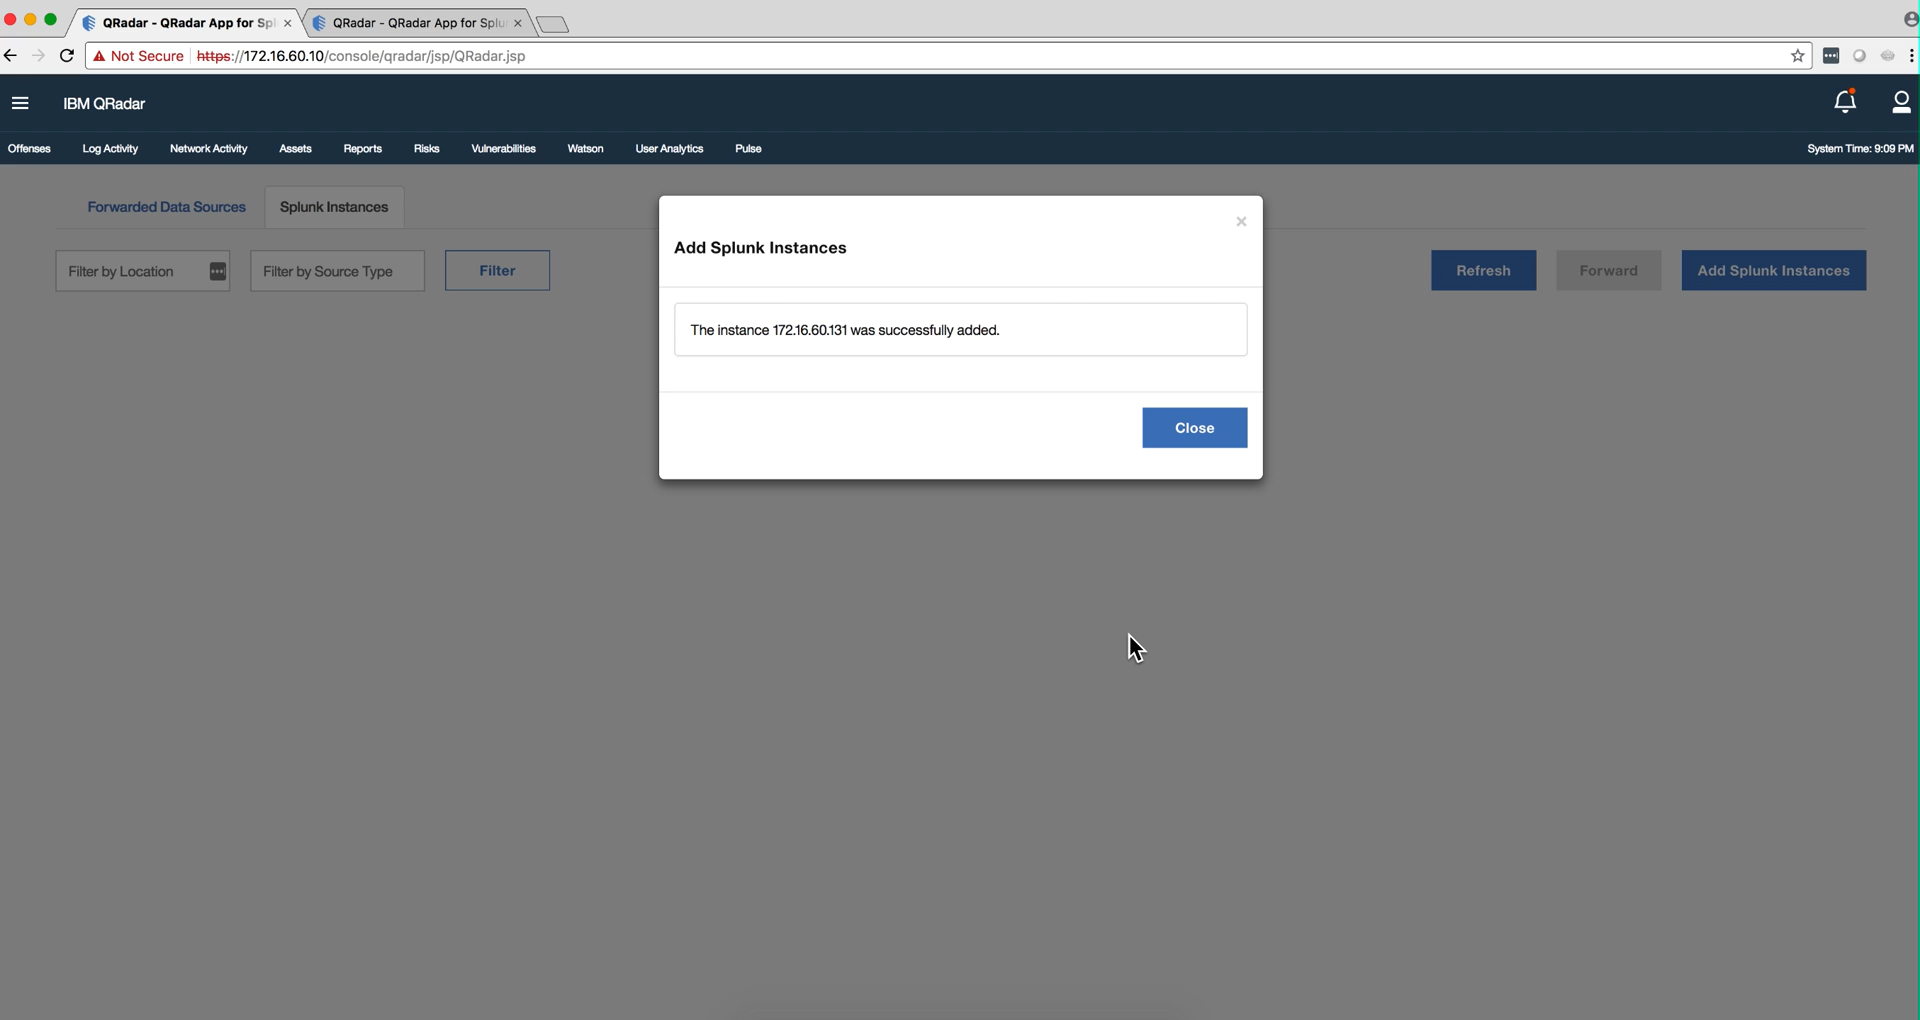 QRadar - QRadar App for Spl
QRadar - QRadar App for Splu
Not Secure https://172.16.60.10/console/qradar/jsp/QRadar.jsp
IBM QRadar
Offenses Log Activity Network Activity Assets Reports Risks Vulnerabilities Watson User Analytics Pulse System Time: 9:09 PM
Forwarded Data Sources Splunk Instances
Filter by Location Filter by Source Type Filter Refresh Forward Add Splunk Instances
Add Splunk Instances
The instance 172.16.60.131 was successfully added.
Close